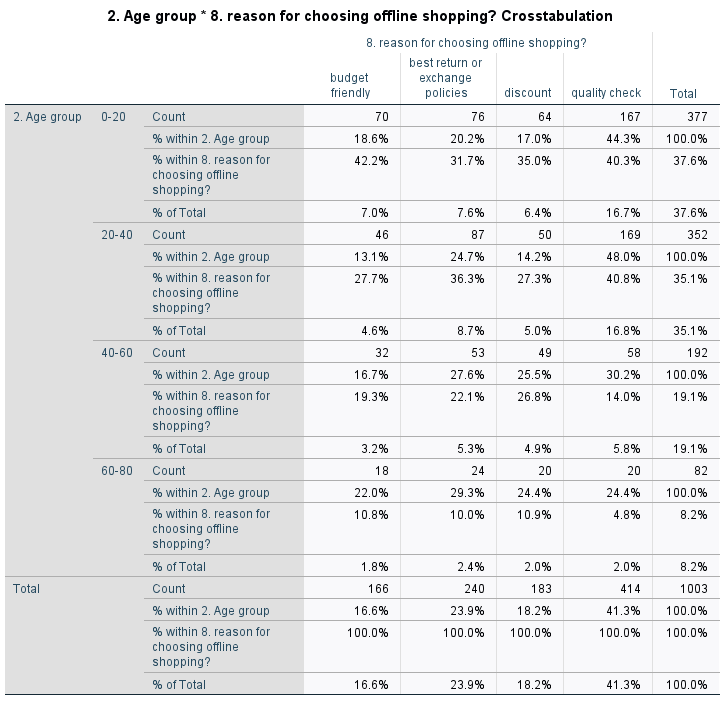 2. Age group * 8. reason for choosing offline shopping? Crosstabulation
8. reason for choosing offline shopping?
budget friendly best return or exchange policies discount quality check Total
2. Age group 0-20 Count 70 76 64 167 377
% within 2. Age group 18.6% 20.2% 17.0% 44.3% 100.0%
% within 8. reason for choosing offline shopping? 42.2% 31.7% 35.0% 40.3% 37.6%
% of Total 7.0% 7.6% 6.4% 16.7% 37.6%
20-40 Count 46 87 50 169 352
% within 2. Age group 13.1% 24.7% 14.2% 48.0% 100.0%
% within 8. reason for choosing offline shopping? 27.7% 36.3% 27.3% 40.8% 35.1%
% of Total 4.6% 8.7% 5.0% 16.8% 35.1%
40-60 Count 32 53 49 58 192
% within 2. Age group 16.7% 27.6% 25.5% 30.2% 100.0%
% within 8. reason for choosing offline shopping? 19.3% 22.1% 26.8% 14.0% 19.1%
% of Total 3.2% 5.3% 4.9% 5.8% 19.1%
60-80 Count 18 24 20 20 82
% within 2. Age group 22.0% 29.3% 24.4% 24.4% 100.0%
% within 8. reason for choosing offline shopping? 10.8% 10.0% 10.9% 4.8% 8.2%
% of Total 1.8% 2.4% 2.0% 2.0% 8.2%
Total Count 166 240 183 414 1003
% within 2. Age group 16.6% 23.9% 18.2% 41.3% 100.0%
% within 8. reason for choosing offline shopping? 100.0% 100.0% 100.0% 100.0% 100.0%
% of Total 16.6% 23.9% 18.2% 41.3% 100.0%